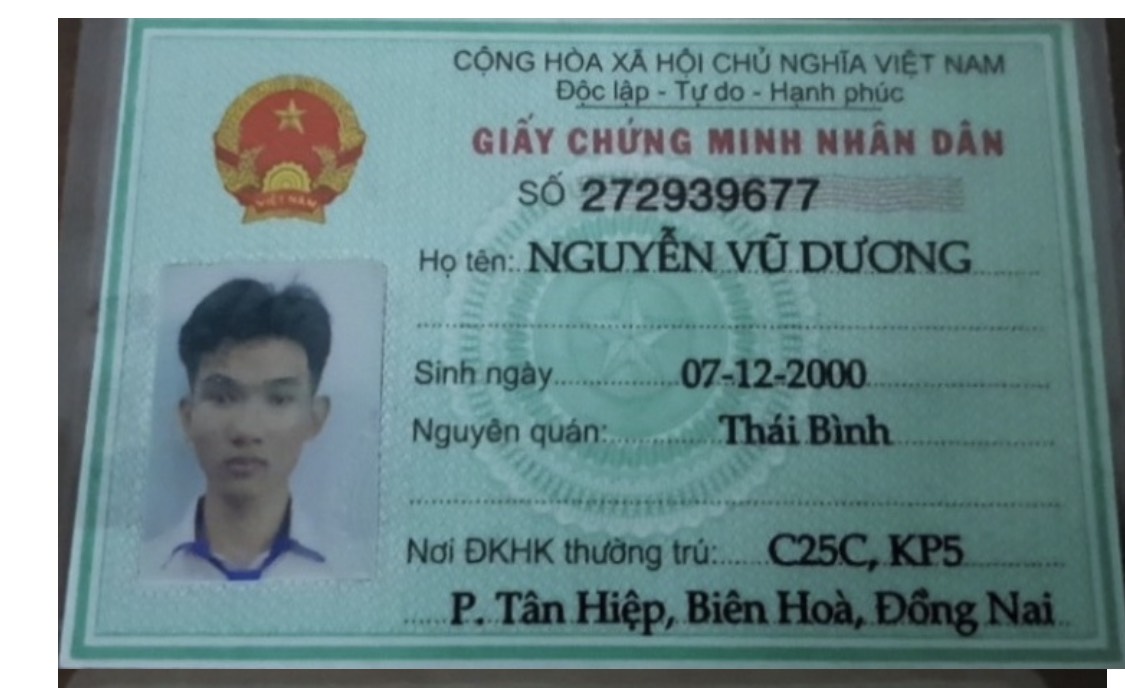 CỘNG HÒA XÃ HỘI CHỦ NGHĨA VIỆT NAM
Độc lập - Tự do - Hạnh phúc
VIỆT NAM
GIẤY CHỨNG MINH NHÂN DÂN
SỐ 272939677
Họ tên: NGUYỄN VŨ DƯƠNG
Sinh ngày 07-12-2000
Nguyên quán: Thái Bình
Nơi ĐKHK thường trú: C25C, KP5
P. Tân Hiệp, Biên Hoà, Đồng Nai